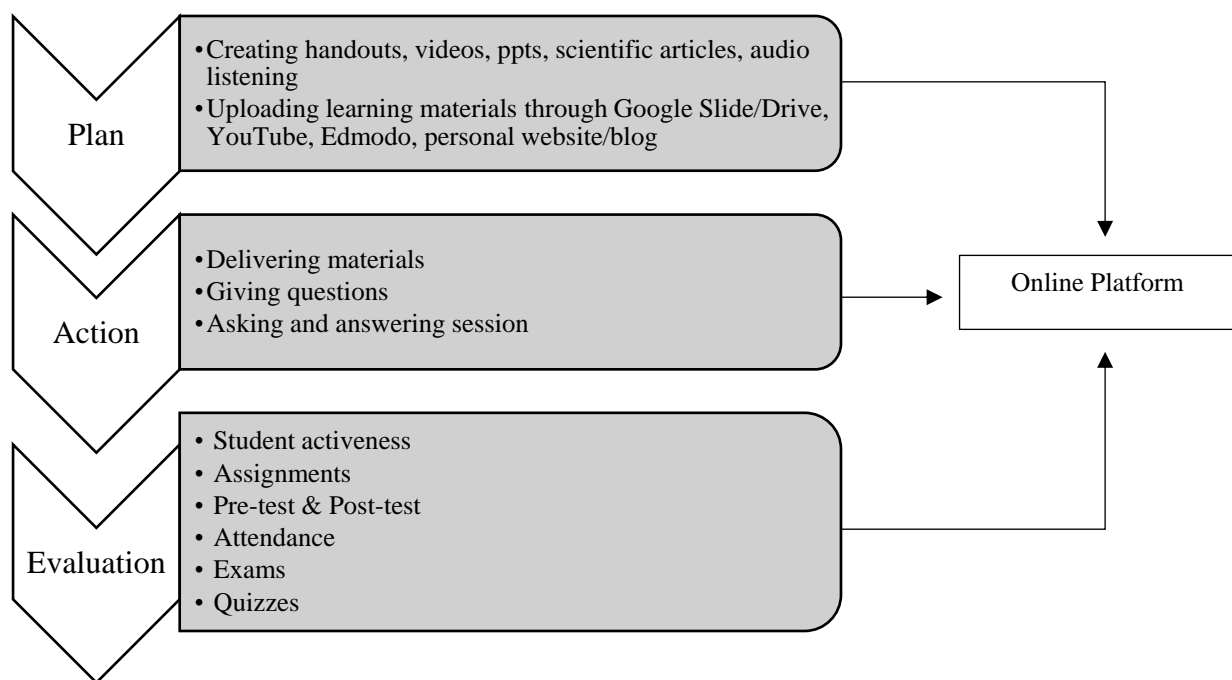 Plan
•Creating handouts, videos, ppts, scientific articles, audio
listening
•Uploading learning materials through Google Slide/Drive,
YouTube, Edmodo, personal website/blog
Action
•Delivering materials
•Giving questions
•Asking and answering session
Online Platform
Evaluation
• Student activeness
• Assignments
• Pre-test & Post-test
• Attendance
• Exams
• Quizzes